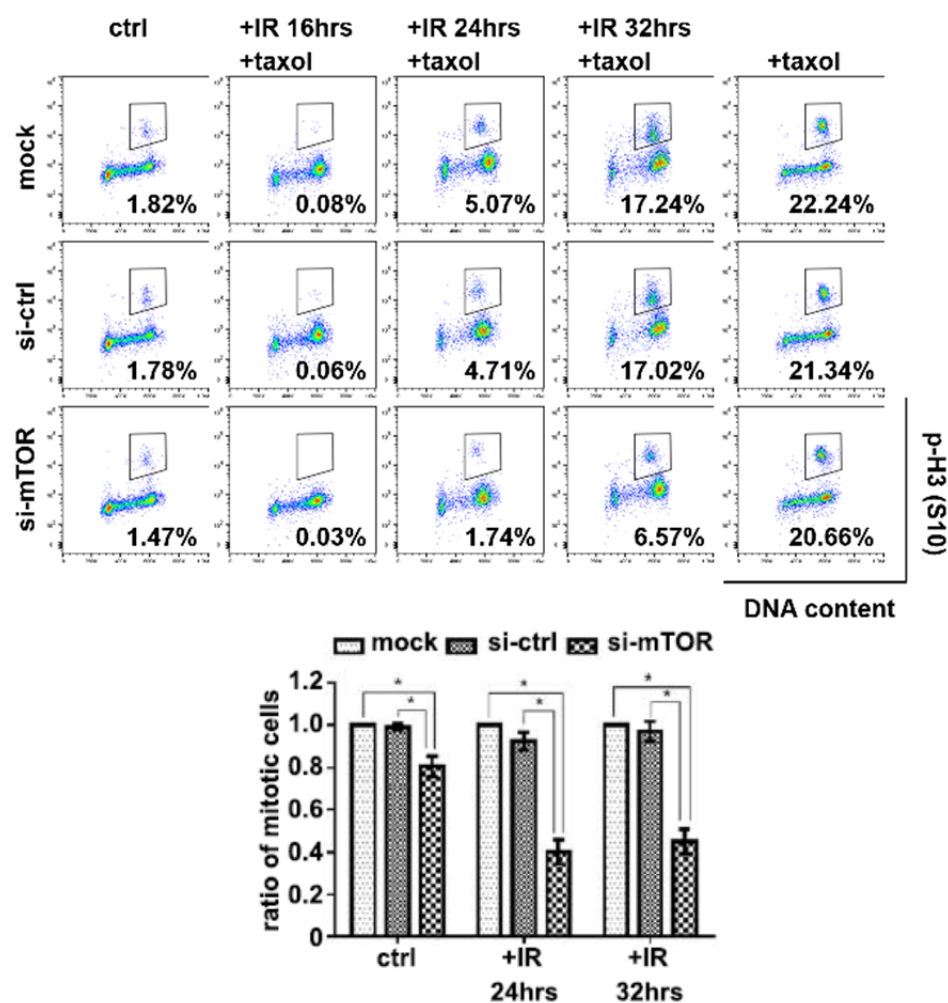 ctrl
+IR 16hrs
+taxol
+IR 24hrs
+taxol
+IR 32hrs
+taxol
+taxol
mock
1.82%
0.08%
5.07%
17.24%
22.24%
si-ctrl
1.78%
0.06%
4.71%
17.02%
21.34%
si-mTOR
1.47%
0.03%
1.74%
6.57%
20.66%
p-H3 (S10)
DNA content
mock si-ctrl si-mTOR
ratio of mitotic cells
1.2
1.0
0.8
0.6
0.4
0.2
0
* * * * * *
ctrl
+IR
24hrs
+IR
32hrs